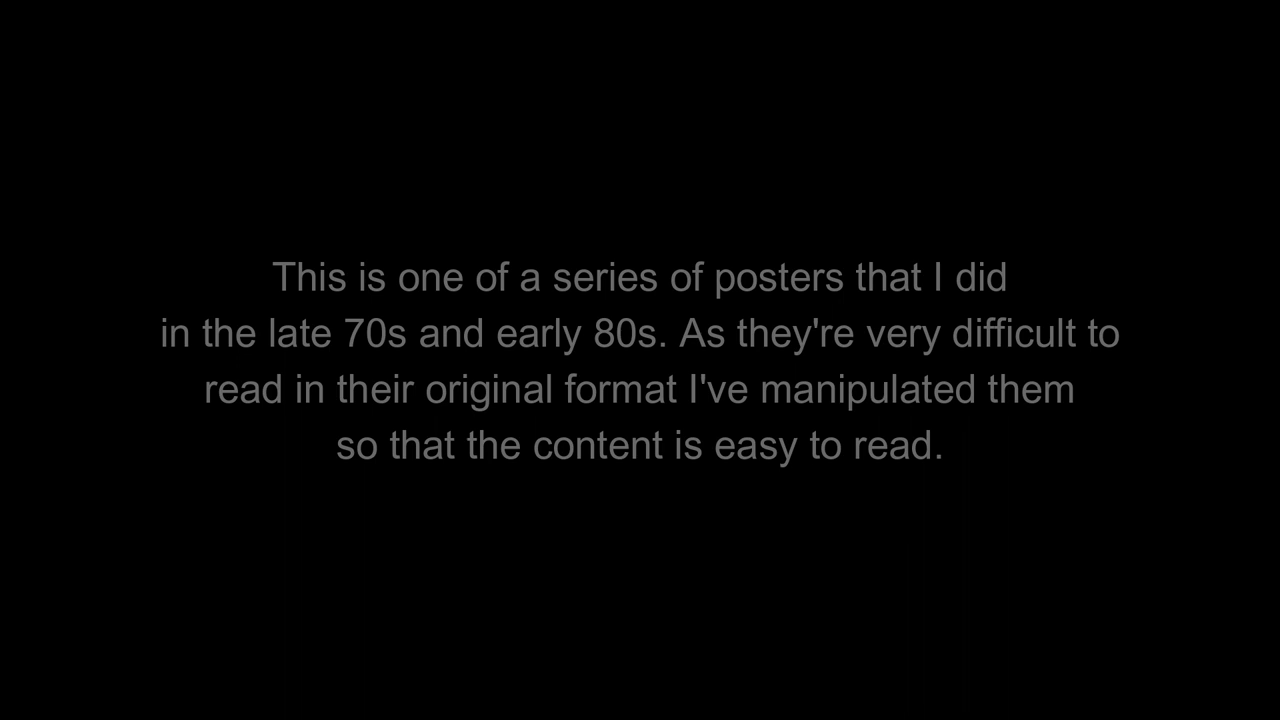 This is one of a series of posters that I did
in the late 70s and early 80s. As they're very difficult to
read in their original format I've manipulated them
so that the content is easy to read.